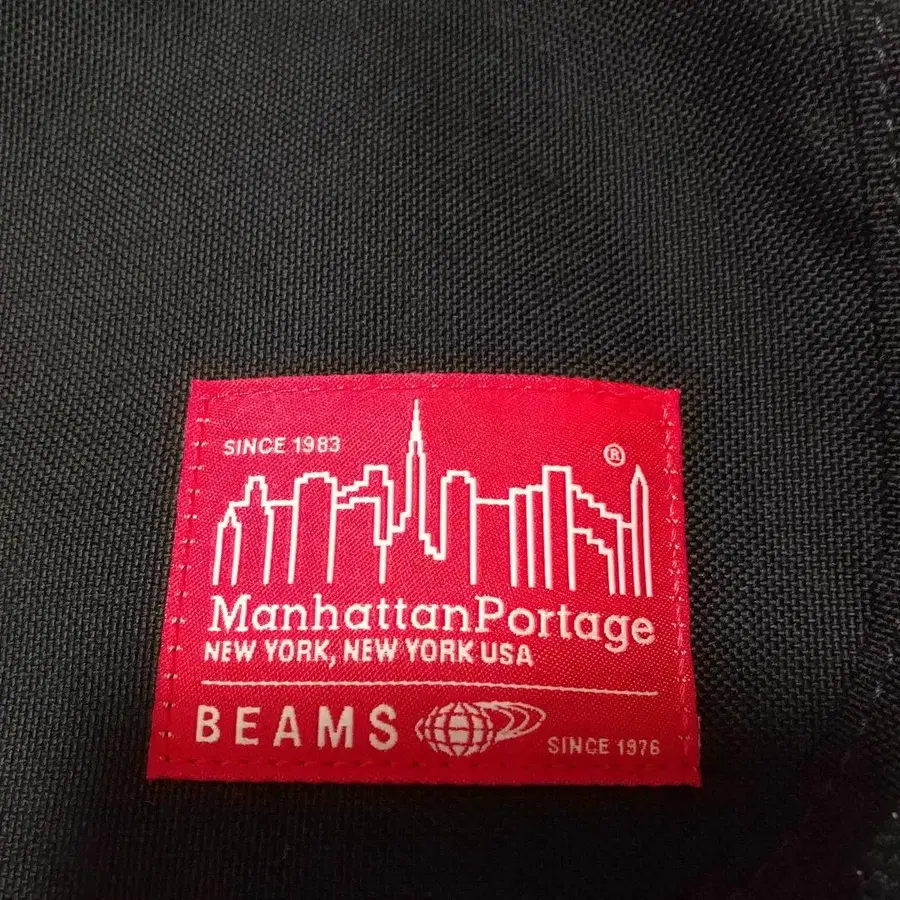 SINCE 1983
®
ManhattanPortage
NEW YORK, NEW YORK USA
BEAMS
SINCE 1976